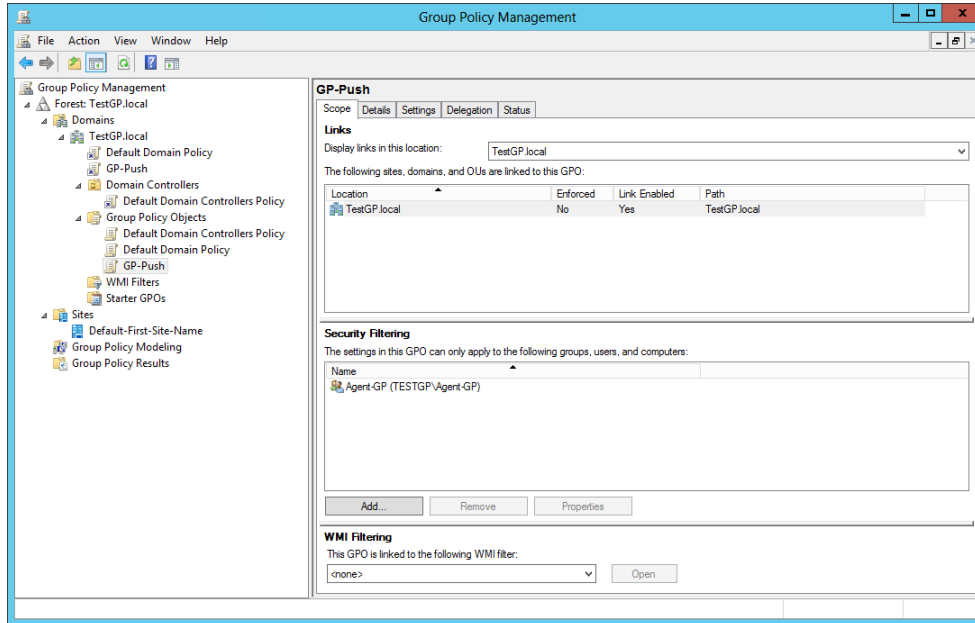 Group Policy Management
File Action View Window Help
Group Policy Management
Forest: TestGP.local
Domains
TestGP.local
Default Domain Policy
GP-Push
Domain Controllers
Default Domain Controllers Policy
Group Policy Objects
Default Domain Controllers Policy
Default Domain Policy
GP-Push
WMI Filters
Starter GPOs
Sites
Default-First-Site-Name
Group Policy Modeling
Group Policy Results
GP-Push
Scope Details Settings Delegation Status
Links
Display links in this location: TestGP.local
The following sites, domains, and OUs are linked to this GPO:
Location Enforced Link Enabled Path
TestGP.local No Yes TestGP.local
Security Filtering
The settings in this GPO can only apply to the following groups, users, and computers:
Name
Agent-GP (TESTGP\Agent-GP)
Add... Remove Properties
WMI Filtering
This GPO is linked to the following WMI filter:
<none> Open